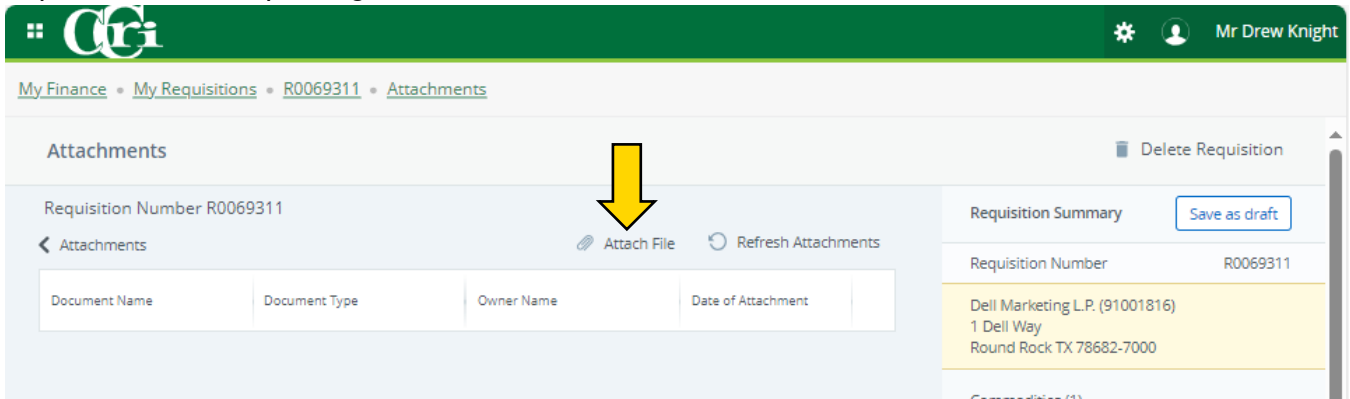 CCri
Mr Drew Knight
My Finance • My Requisitions • R0069311 • Attachments
Attachments
Delete Requisition
Requisition Number R0069311
Attachments
Attach File
Refresh Attachments
Document Name
Document Type
Owner Name
Date of Attachment
Requisition Summary
Save as draft
Requisition Number
R0069311
Dell Marketing L.P. (91001816)
1 Dell Way
Round Rock TX 78682-7000